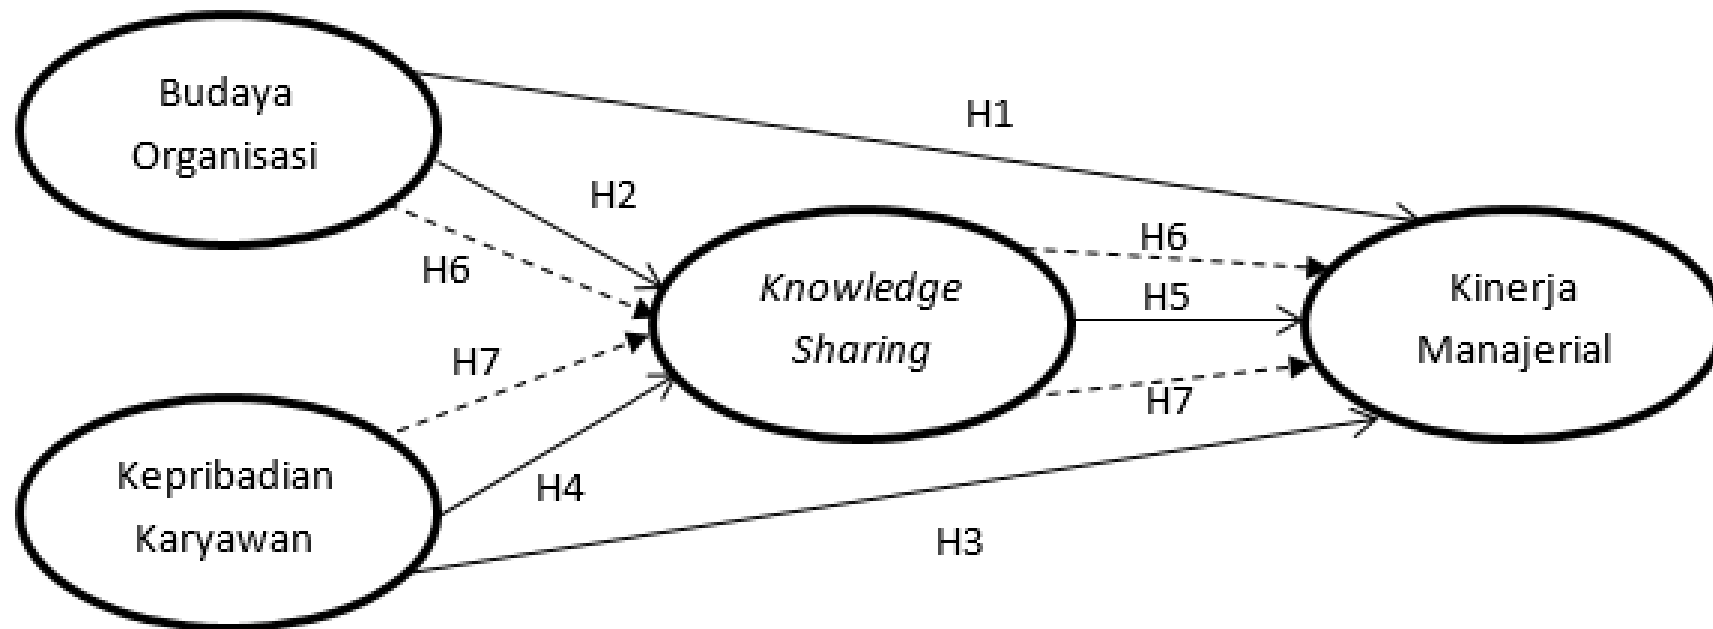 Budaya
Organisasi
H1
H2
H6
Knowledge
Sharing
H6
H5
H7
Kinerja
Manajerial
H7
H4
Kepribadian
Karyawan
H3